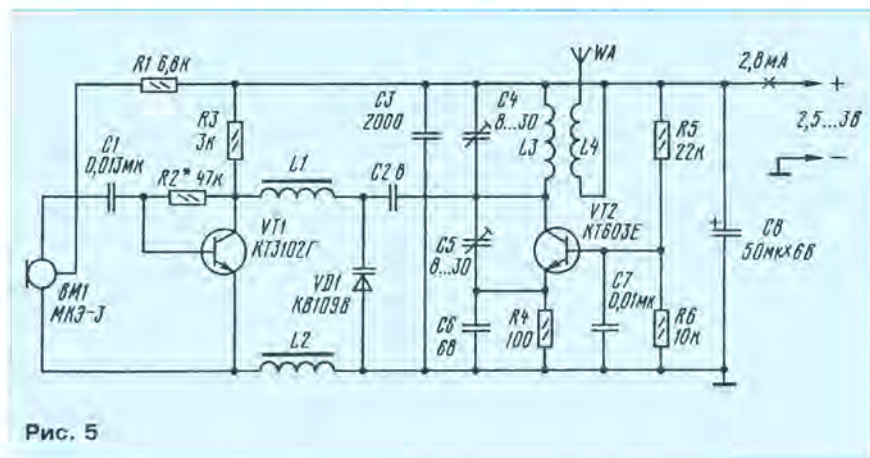 R1 6,8К
R3
3К
C1
0,013мк
R2* 47К
VT1
КТ3102Г
BM1
МКЭ-3
L1
L2
VD1
КВ109В
C3
2000
C2 8
C4
8...30
C5
8...30
C6
68
L3
L4
WA
VT2
КТ603Е
R4
100
C7
0,01мк
R5
22К
R6
10К
C8
50мк×6В
2,8мА
+
2,5...3В
−
+
Рис. 5